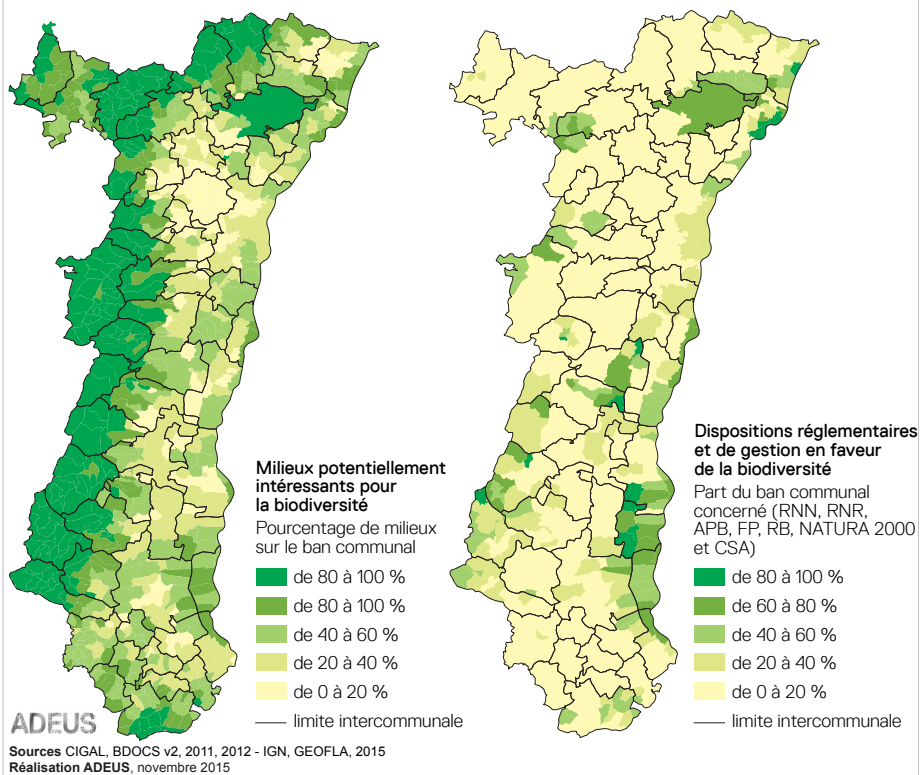 Milieux potentiellement
intéressants pour
la biodiversité
Pourcentage de milieux
sur le ban communal
de 80 à 100 %
de 80 à 100 %
de 40 à 60 %
de 20 à 40 %
de 0 à 20 %
limite intercommunale
Dispositions réglementaires
et de gestion en faveur
de la biodiversité
Part du ban communal
concerné (RNN, RNR,
APB, FP, RB, NATURA 2000
et CSA)
de 80 à 100 %
de 60 à 80 %
de 40 à 60 %
de 20 à 40 %
de 0 à 20 %
limite intercommunale
ADEUS
Sources CIGAL, BDOCS v2, 2011, 2012 - IGN, GEOFLA, 2015
Réalisation ADEUS, novembre 2015